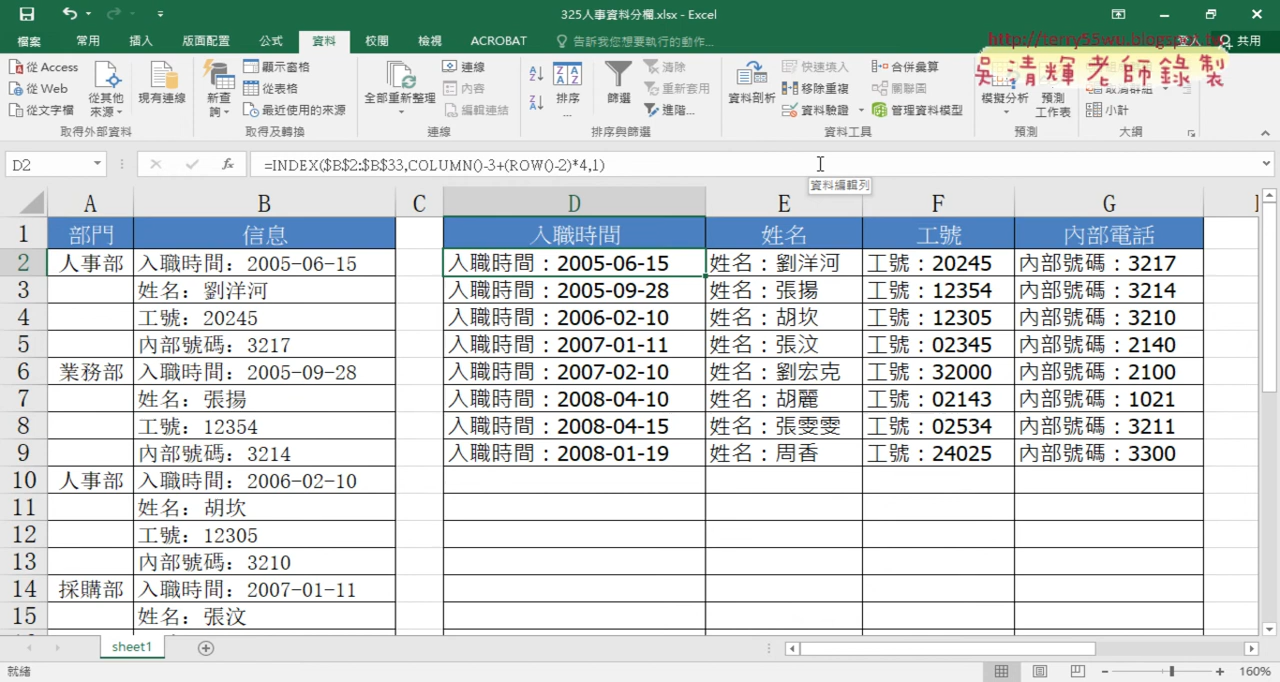 325人事資料分欄.xlsx - Excel
檔案 常用 插入 版面配置 公式 資料 校閱 檢視 ACROBAT 告訴我您想要執行的動作... 登入 共用
http://terry55wu.blogspot.tw
吳清輝老師錄製
從 Access
從 Web
從文字檔
從其他來源
現有連線
取得外部資料
新查詢
顯示窗格
從表格
最近使用的來源
取得及轉換
全部重新整理
連線
內容
編輯連結
連線
排序...
篩選
清除
重新套用
進階...
排序與篩選
資料剖析
快速填入
移除重複
資料驗證
合併彙算
關聯圖
管理資料模型
資料工具
模擬分析
預測工作表
預測
取消群組
小計
大綱
D2 fx =INDEX($B$2:$B$33,COLUMN()-3+(ROW()-2)*4,1)
資料編輯列
A B C D E F G
1 部門 信息 入職時間 姓名 工號 內部電話
2 人事部 入職時間：2005-06-15 入職時間：2005-06-15 姓名：劉洋河 工號：20245 內部號碼：3217
3 姓名：劉洋河 入職時間：2005-09-28 姓名：張揚 工號：12354 內部號碼：3214
4 工號：20245 入職時間：2006-02-10 姓名：胡坎 工號：12305 內部號碼：3210
5 內部號碼：3217 入職時間：2007-01-11 姓名：張汶 工號：02345 內部號碼：2140
6 業務部 入職時間：2005-09-28 入職時間：2007-02-10 姓名：劉宏克 工號：32000 內部號碼：2100
7 姓名：張揚 入職時間：2008-04-10 姓名：胡麗 工號：02143 內部號碼：1021
8 工號：12354 入職時間：2008-04-15 姓名：張雯雯 工號：02534 內部號碼：3211
9 內部號碼：3214 入職時間：2008-01-19 姓名：周香 工號：24025 內部號碼：3300
10 人事部 入職時間：2006-02-10
11 姓名：胡坎
12 工號：12305
13 內部號碼：3210
14 採購部 入職時間：2007-01-11
15 姓名：張汶
sheet1
就緒 160%